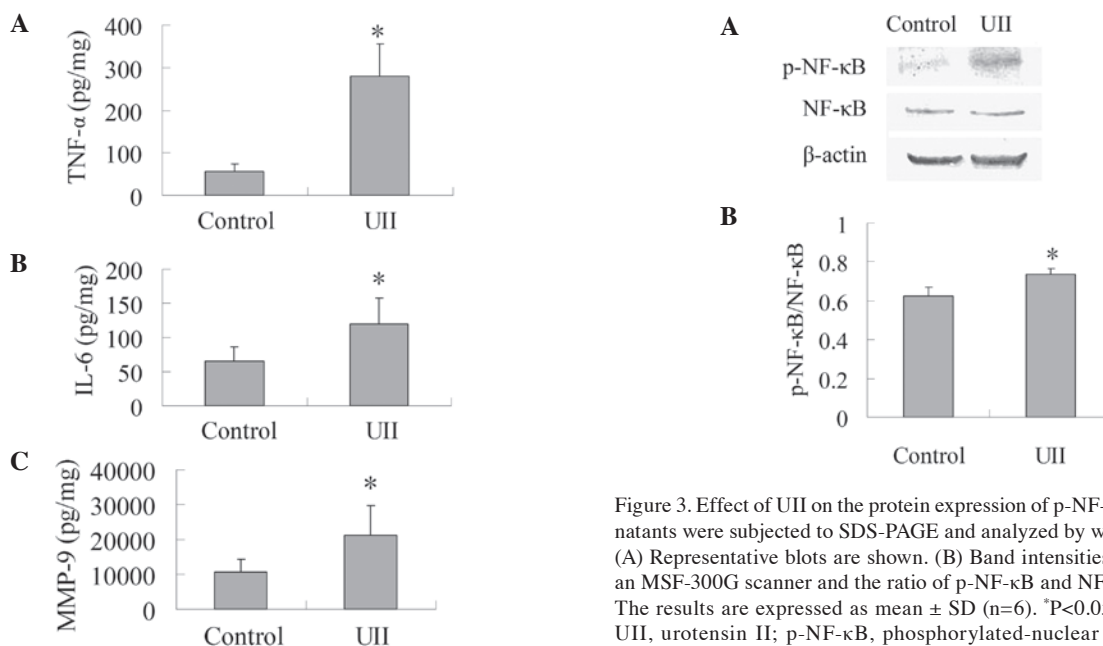 A
TNF-α (pg/mg)
400
300
200
100
0
*
Control UII
B
IL-6 (pg/mg)
200
150
100
50
0
*
Control UII
C
MMP-9 (pg/mg)
40000
30000
20000
10000
0
*
Control UII
A
Control UII
p-NF-κB
NF-κB
β-actin
B
p-NF-κB/NF-κB
1
0.8
0.6
0.4
0.2
0
*
Control UII
Figure 3. Effect of UII on the protein expression of p-NF-
natants were subjected to SDS-PAGE and analyzed by w
(A) Representative blots are shown. (B) Band intensities
an MSF-300G scanner and the ratio of p-NF-κB and NF
The results are expressed as mean ± SD (n=6). *P<0.0
UII, urotensin II; p-NF-κB, phosphorylated-nuclear